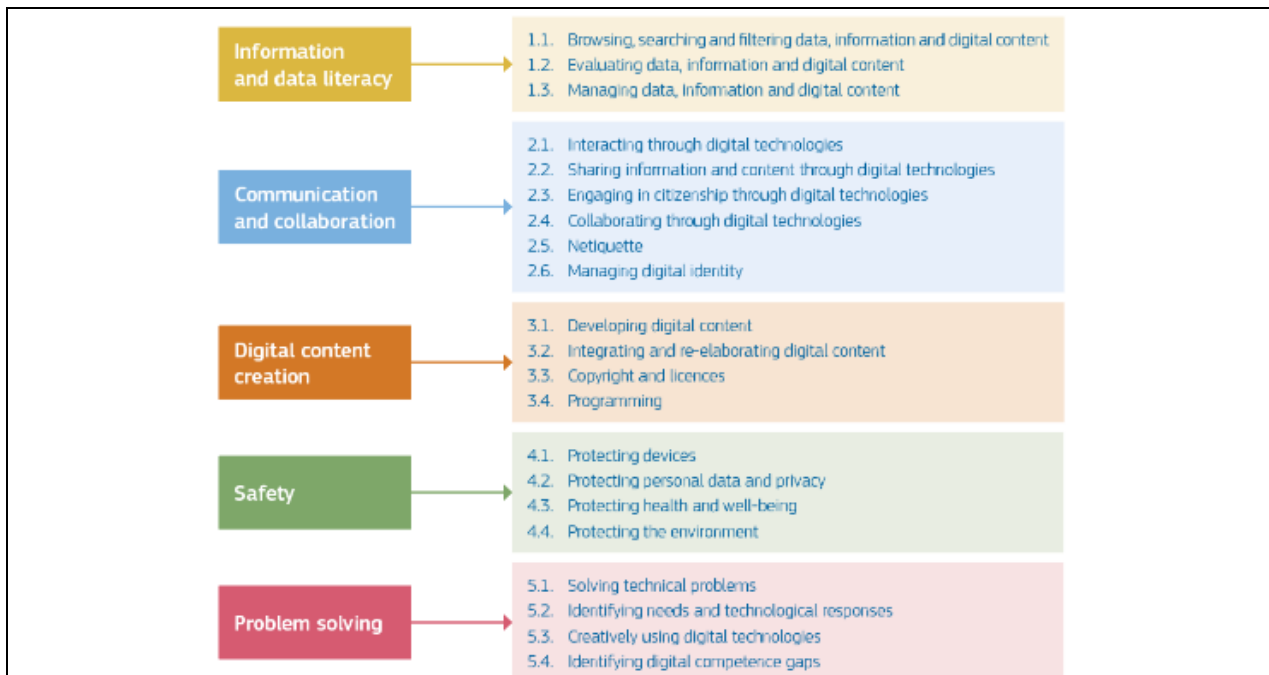 Information
and data literacy
1.1. Browsing, searching and filtering data, information and digital content
1.2. Evaluating data, information and digital content
1.3. Managing data, information and digital content
Communication
and collaboration
2.1. Interacting through digital technologies
2.2. Sharing information and content through digital technologies
2.3. Engaging in citizenship through digital technologies
2.4. Collaborating through digital technologies
2.5. Netiquette
2.6. Managing digital identity
Digital content
creation
3.1. Developing digital content
3.2. Integrating and re-elaborating digital content
3.3. Copyright and licences
3.4. Programming
Safety
4.1. Protecting devices
4.2. Protecting personal data and privacy
4.3. Protecting health and well-being
4.4. Protecting the environment
Problem solving
5.1. Solving technical problems
5.2. Identifying needs and technological responses
5.3. Creatively using digital technologies
5.4. Identifying digital competence gaps